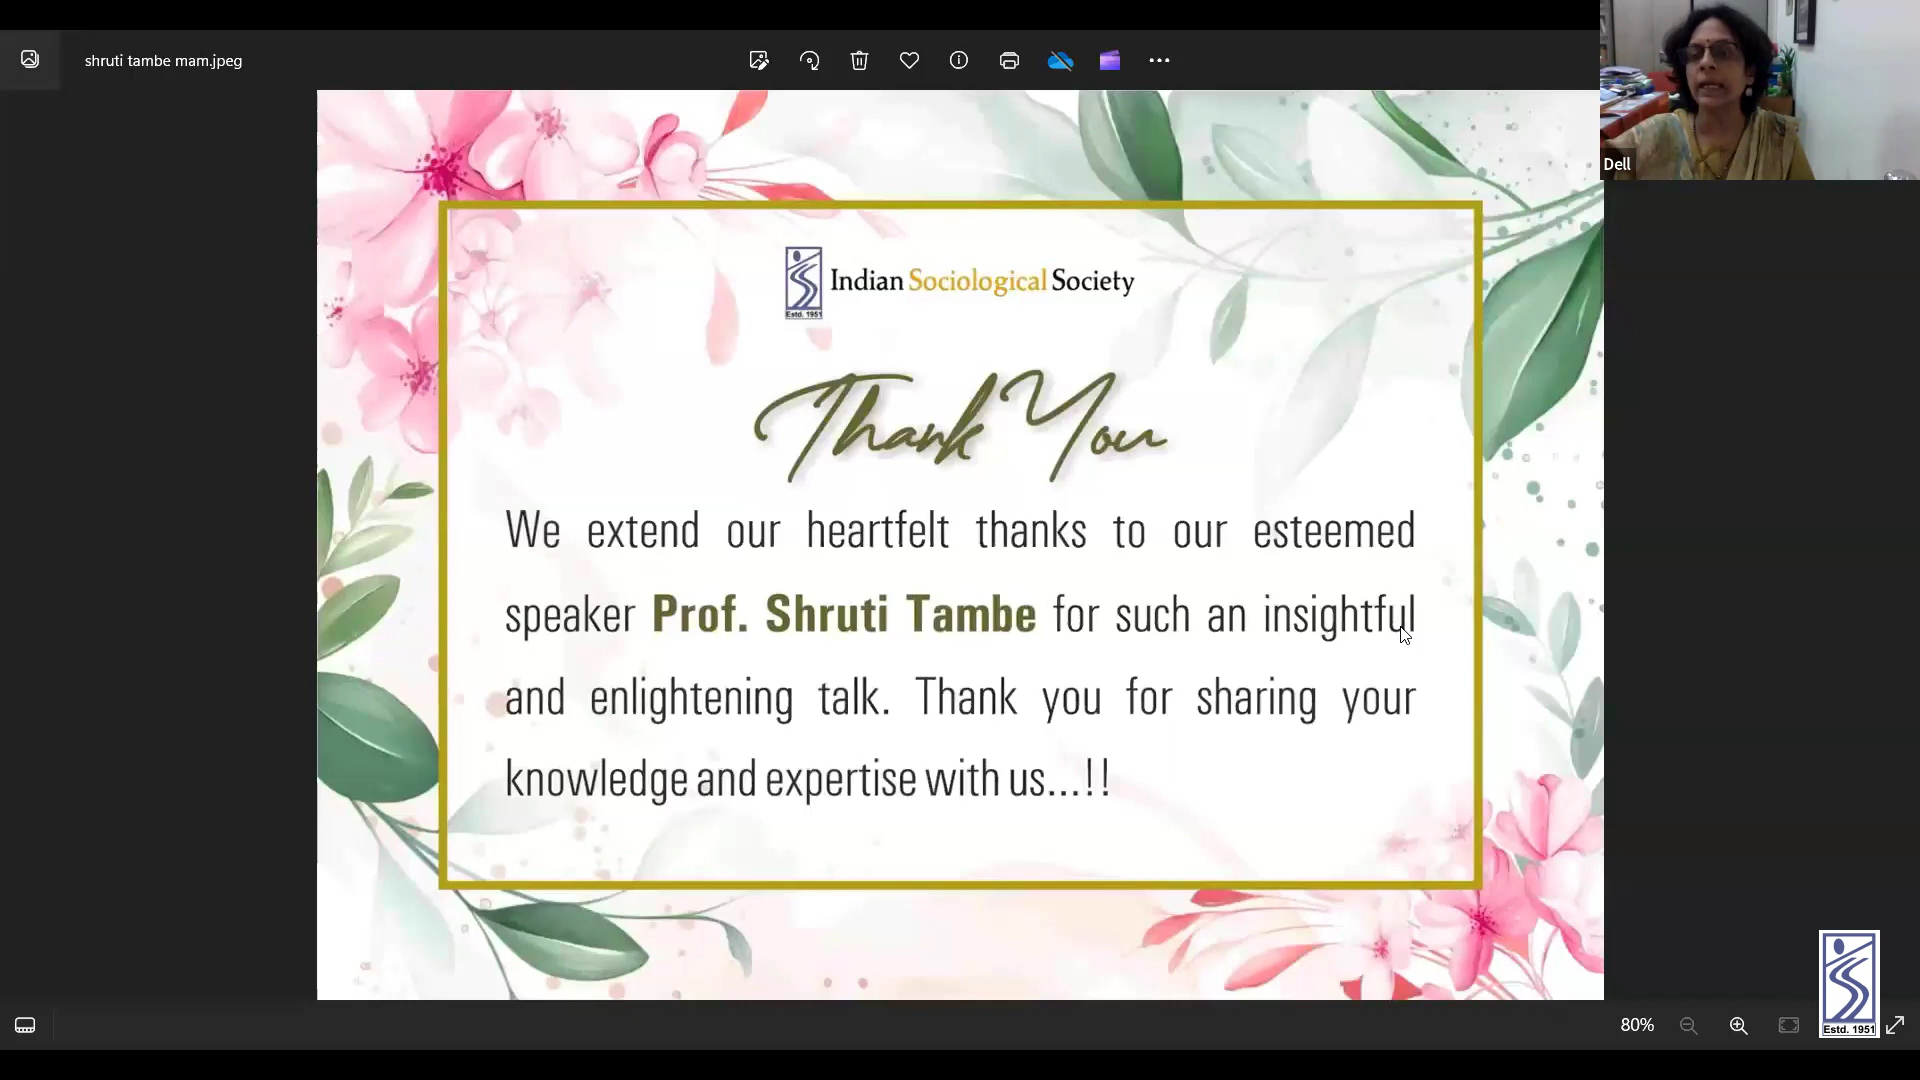 shruti tambe mam.jpeg
Dell
Indian Sociological Society
Estd. 1951
Thank You
We extend our heartfelt thanks to our esteemed
speaker Prof. Shruti Tambe for such an insightful
and enlightening talk. Thank you for sharing your
knowledge and expertise with us...!!
80%
Estd. 1951